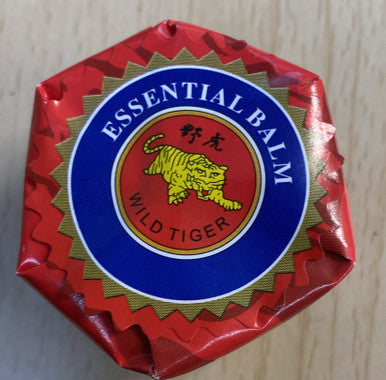 ESSENTIAL BALM
野虎
WILD TIGER